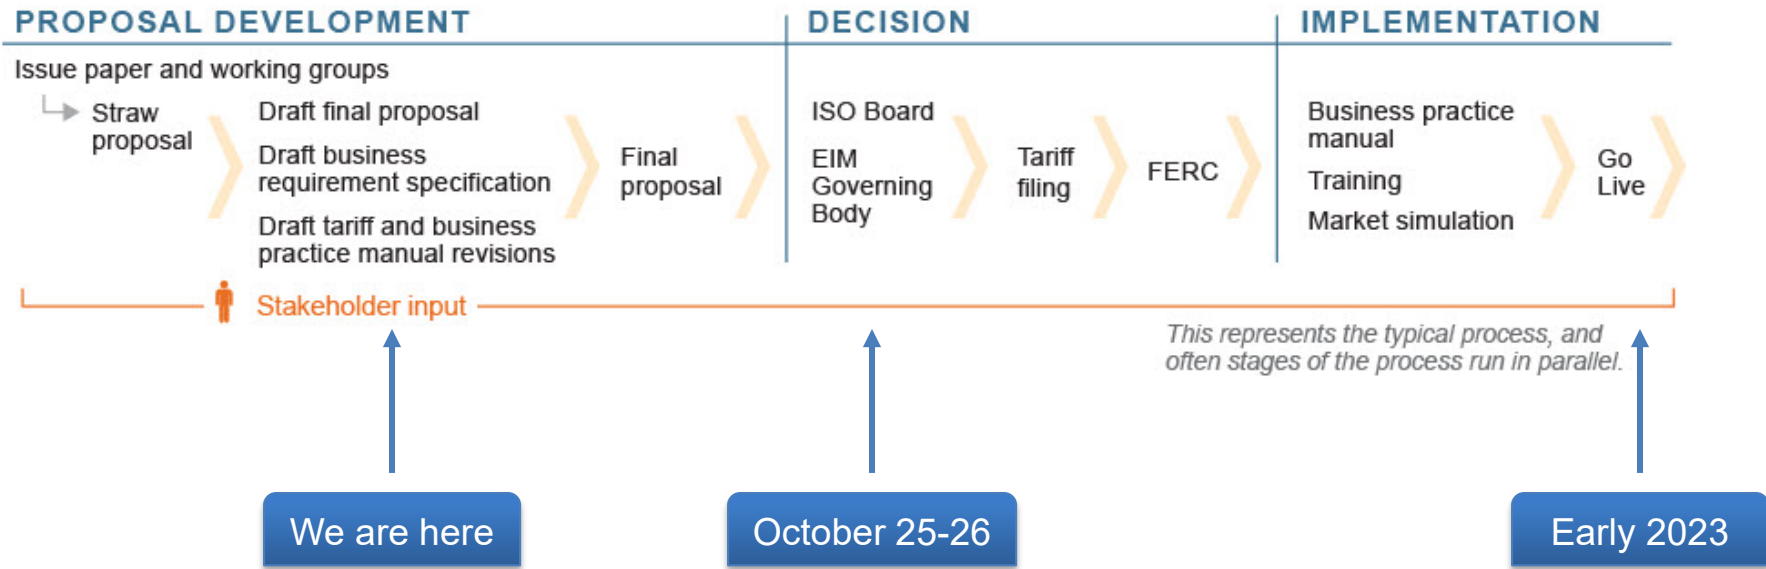 PROPOSAL DEVELOPMENT
DECISION
IMPLEMENTATION
Issue paper and working groups
Straw
proposal
Draft final proposal
Draft business
requirement specification
Draft tariff and business
practice manual revisions
Final
proposal
ISO Board
EIM
Governing
Body
Tariff
filing
FERC
Business practice
manual
Training
Market simulation
Go
Live
Stakeholder input
This represents the typical process, and
often stages of the process run in parallel.
We are here
October 25-26
Early 2023